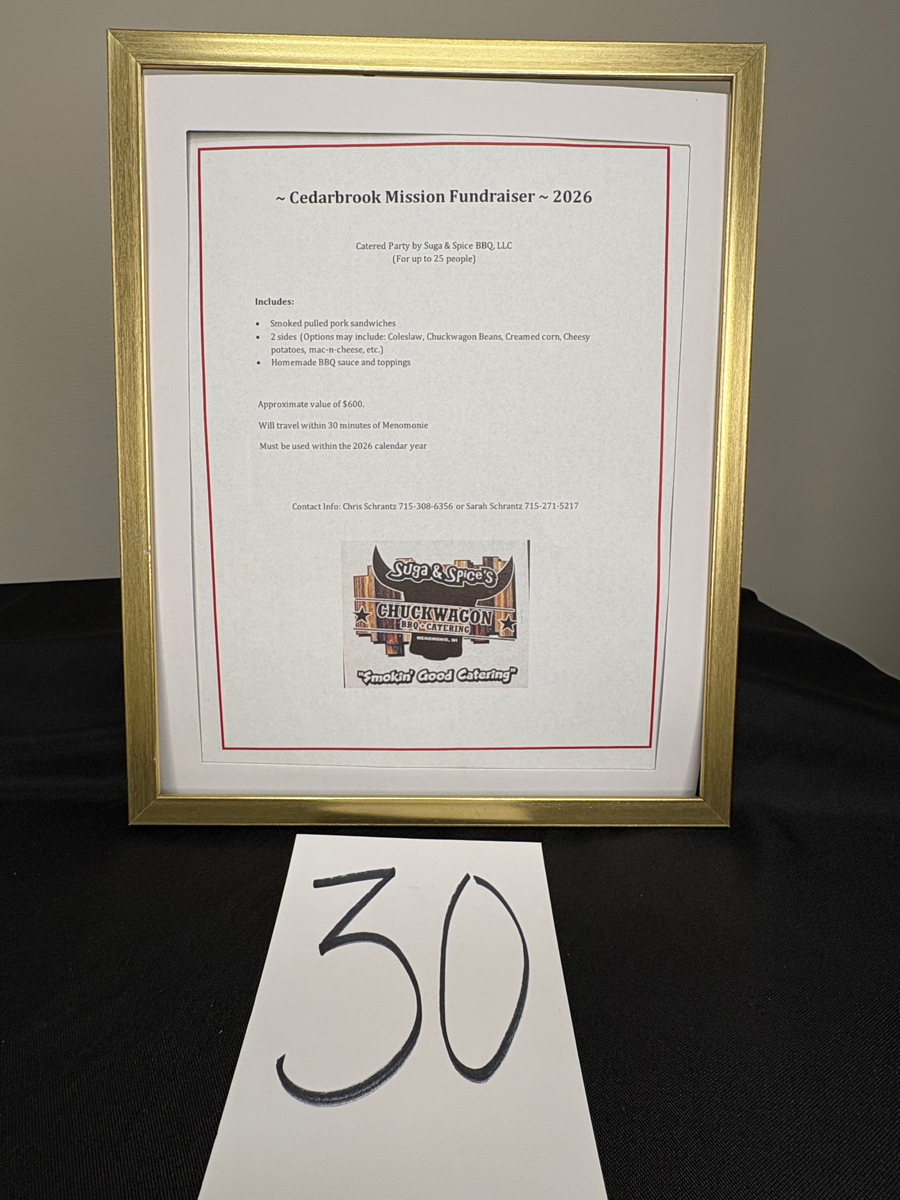 ~ Cedarbrook Mission Fundraiser ~ 2026
Catered Party by Suga & Spice BBQ, LLC
(For up to 25 people)
Includes:
• Smoked pulled pork sandwiches
• 2 sides (Options may include: Coleslaw, Chuckwagon Beans, Creamed corn, Cheesy
potatoes, mac-n-cheese, etc.)
• Homemade BBQ sauce and toppings
Approximate value of $600.
Will travel within 30 minutes of Menomonie
Must be used within the 2026 calendar year
Contact Info: Chris Schrantz 715-308-6356 or Sarah Schrantz 715-271-5217
Suga & Spice's
CHUCKWAGON
BBQ - CATERING
MENOMONIE, WI
"Smokin' Good Catering"
30